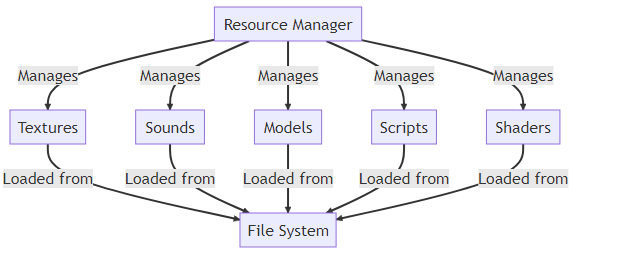 Resource Manager
Manages Manages Manages Manages Manages
Textures Sounds Models Scripts Shaders
Loaded from Loaded from Loaded from Loaded from Loaded from
File System